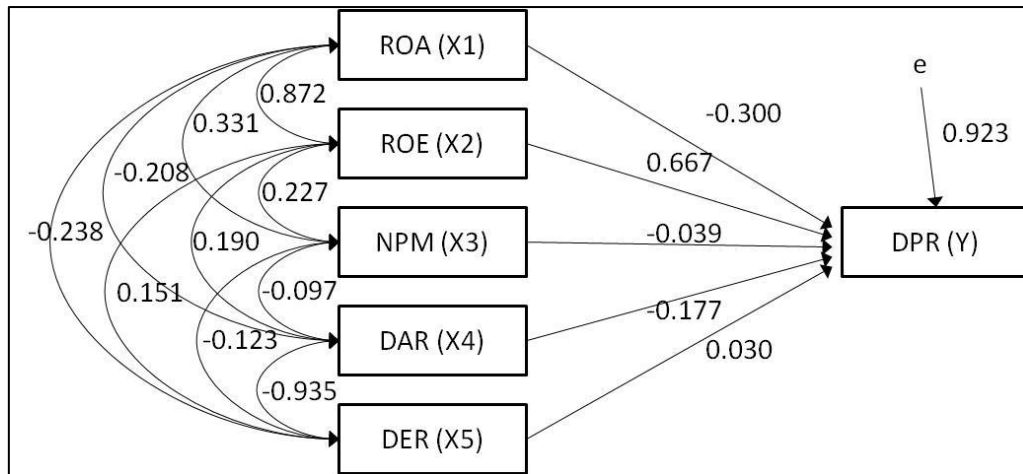 ROA (X1)
e
0.872
-0.300
0.923
0.331
ROE (X2)
0.667
-0.208
0.227
-0.238
0.190
NPM (X3)
-0.039
DPR (Y)
0.151
-0.097
-0.177
-0.123
DAR (X4)
0.030
-0.935
DER (X5)